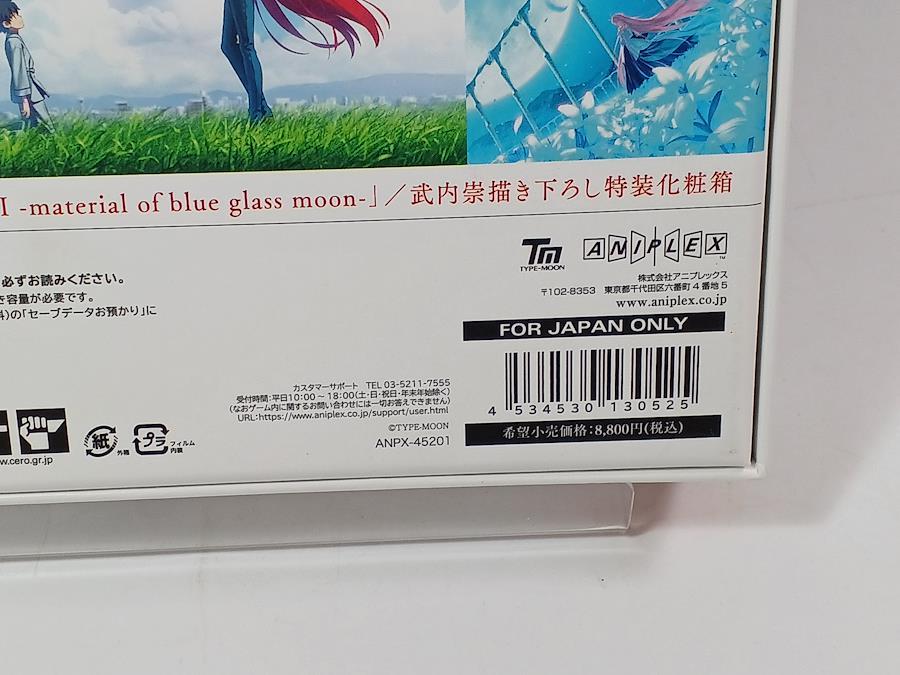 I -material of blue glass moon-」／武内崇描き下ろし特装化粧箱
必ずお読みください。
き容量が必要です。
料)の「セーブデータお預かり」に
TM
TYPE-MOON
ANIPLEX
™
株式会社アニプレックス
〒102-8353 東京都千代田区六番町4番地5
www.aniplex.co.jp
FOR JAPAN ONLY
4 534530 130525
希望小売価格：8,800円(税込)
カスタマーサポート TEL 03-5211-7555
受付時間：平日10:00～18:00(土・日・祝日・年末年始除く)
(なおゲーム内に関するお問い合わせには一切お答えできません)
URL:https://www.aniplex.co.jp/support/user.html
©TYPE-MOON
ANPX-45201
w.cero.gr.jp
紙 外箱
プラ フィルム
内装